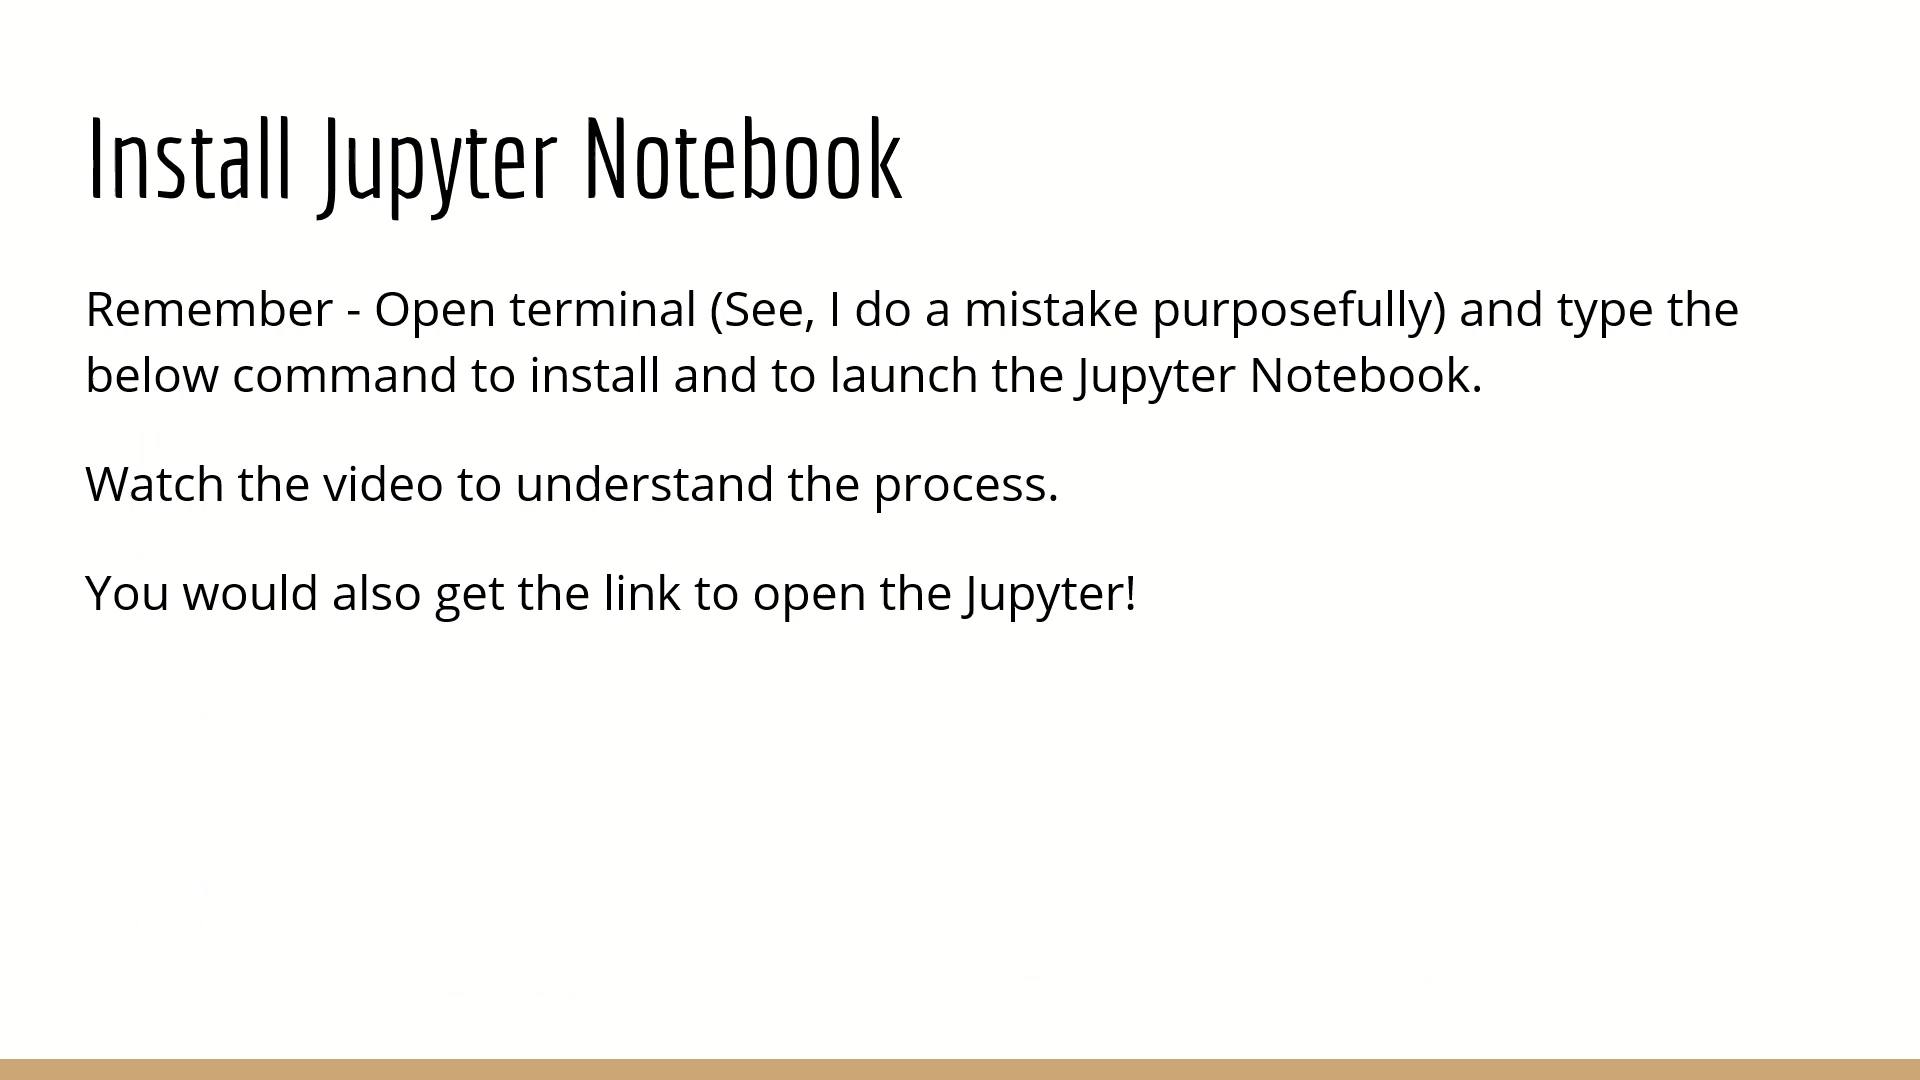 Install Jupyter Notebook
Remember - Open terminal (See, I do a mistake purposefully) and type the
below command to install and to launch the Jupyter Notebook.
Watch the video to understand the process.
You would also get the link to open the Jupyter!